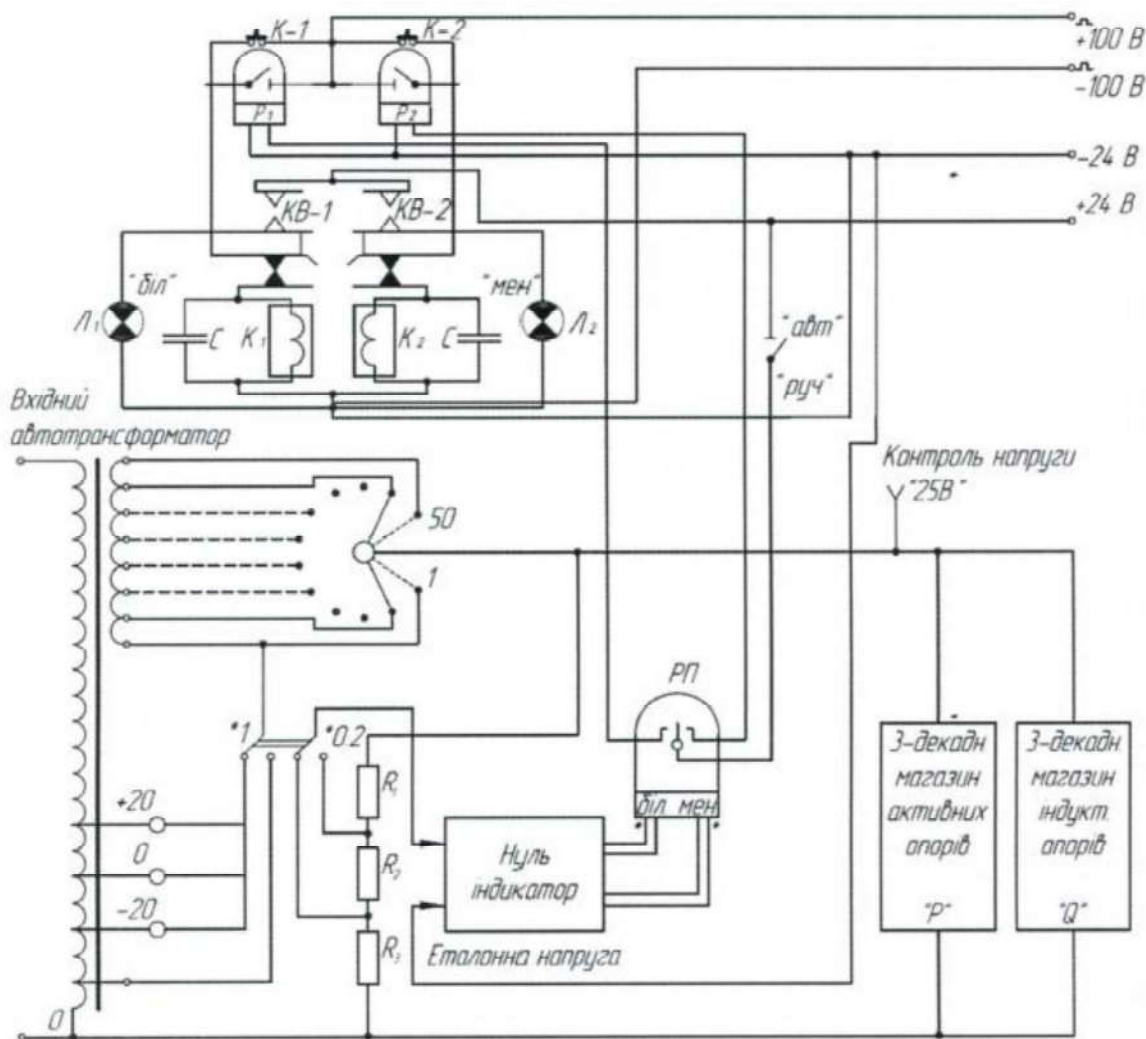 К-1
К-2
+100 В
-100 В
Р₁
Р₂
-24 В
КВ-1
КВ-2
+24 В
"біл"
"мен"
Л₁
С
К₁
К₂
С
Л₂
"авт"
"руч"
Вхідний
автотрансформатор
Контроль напруги
"25В"
50
1
РП
*1
*0.2
+20
0
-20
R₁
R₂
R₃
біл мен
* *
Нуль
індикатор
Еталонна напруга
3-декадн.
магазин
активних
опорів
"P"
3-декадн.
магазин
індукт.
опорів
"Q"
0